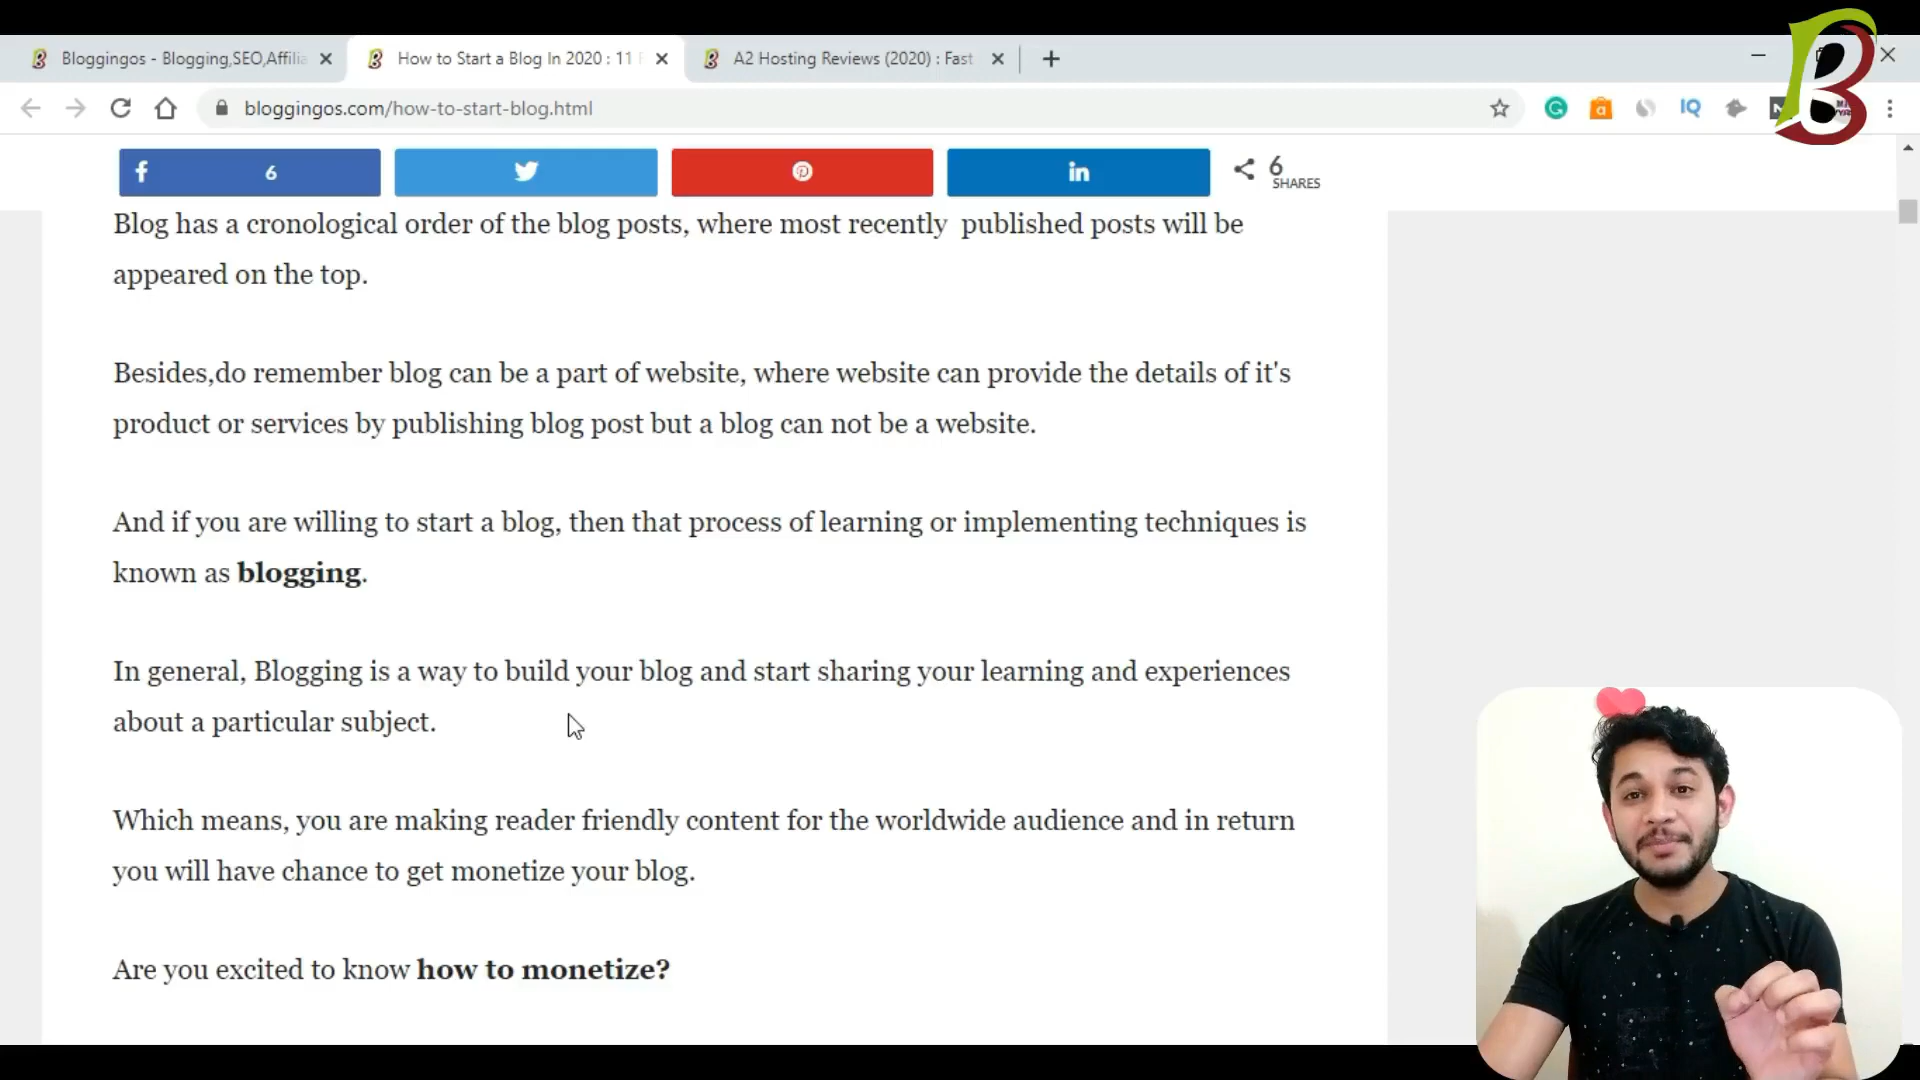 Bloggingos - Blogging,SEO,Affilia
How to Start a Blog In 2020 : 11
A2 Hosting Reviews (2020) : Fast
bloggingos.com/how-to-start-blog.html
6
6
SHARES
Blog has a cronological order of the blog posts, where most recently published posts will be
appeared on the top.
Besides,do remember blog can be a part of website, where website can provide the details of it's
product or services by publishing blog post but a blog can not be a website.
And if you are willing to start a blog, then that process of learning or implementing techniques is
known as blogging.
In general, Blogging is a way to build your blog and start sharing your learning and experiences
about a particular subject.
Which means, you are making reader friendly content for the worldwide audience and in return
you will have chance to get monetize your blog.
Are you excited to know how to monetize?